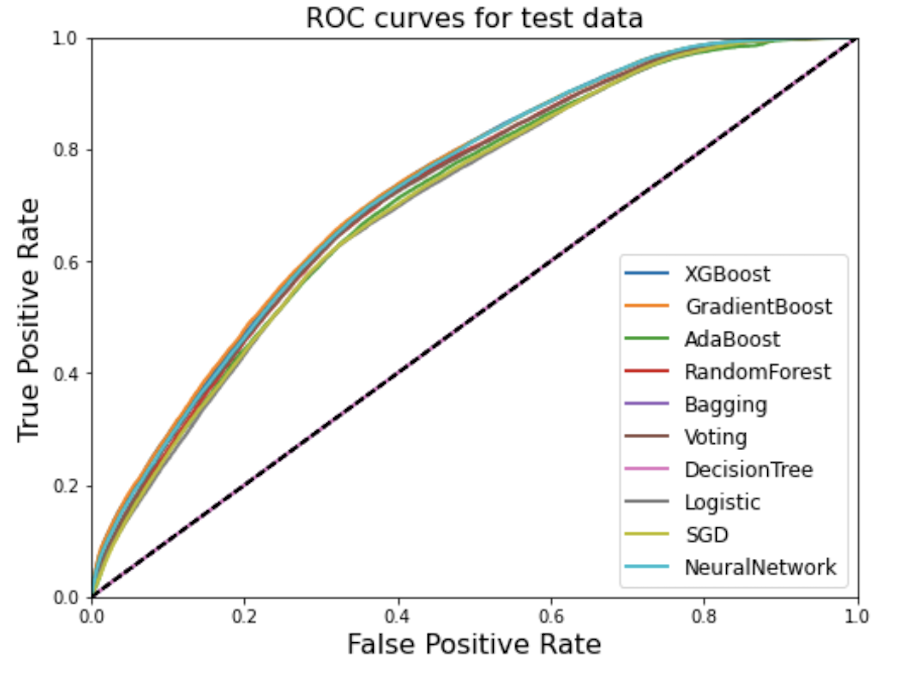 ROC curves for test data
1.0
0.8
0.6
0.4
0.2
0.0
True Positive Rate
XGBoost
GradientBoost
AdaBoost
RandomForest
Bagging
Voting
DecisionTree
Logistic
SGD
NeuralNetwork
0.0 0.2 0.4 0.6 0.8 1.0
False Positive Rate